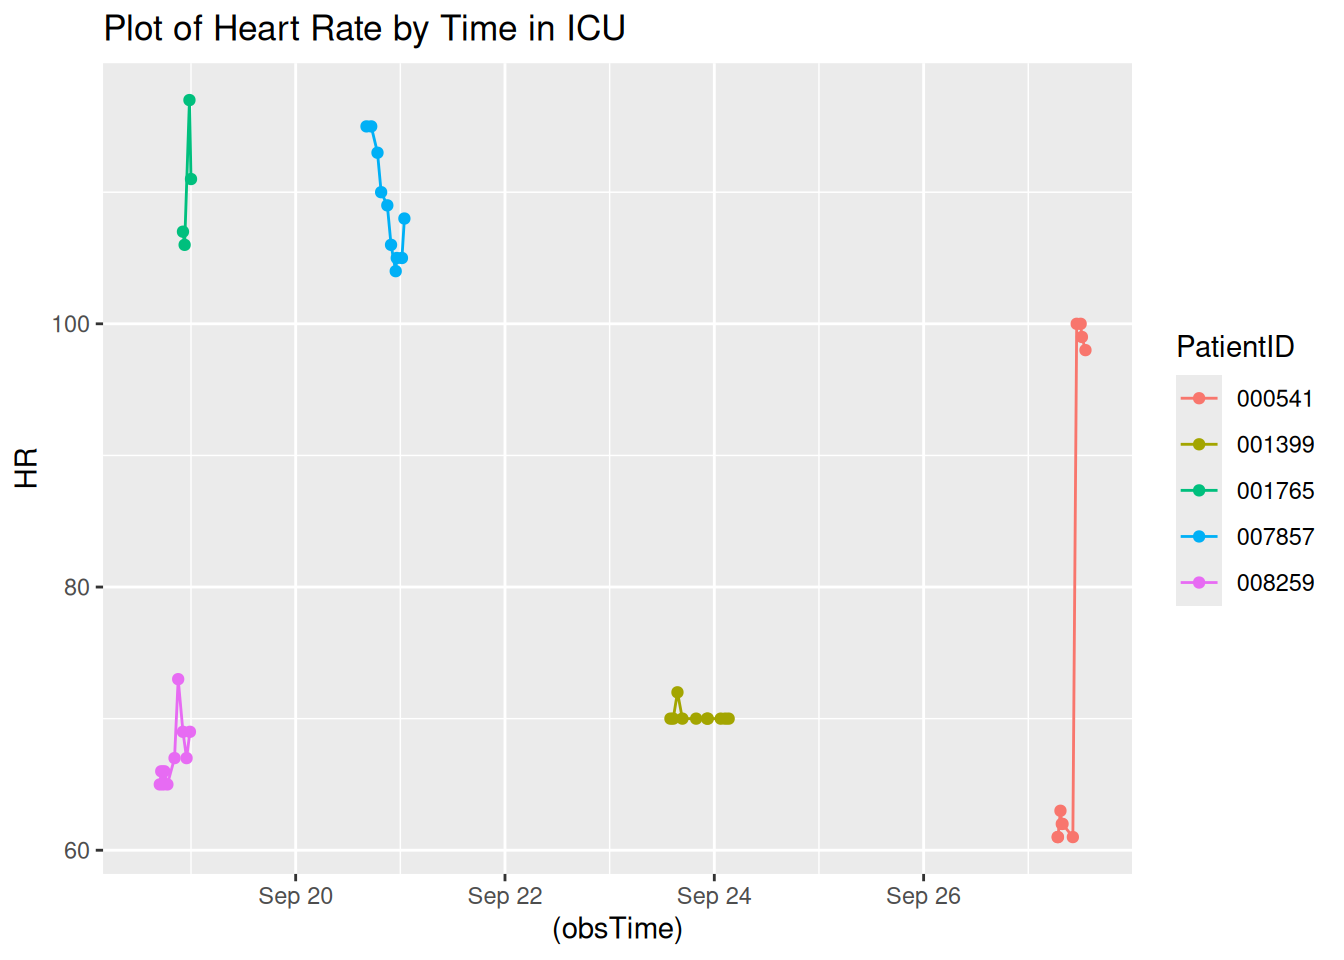 Plot of Heart Rate by Time in ICU
HR
100
80
60
Sep 20
Sep 22
Sep 24
Sep 26
(obsTime)
PatientID
000541
001399
001765
007857
008259